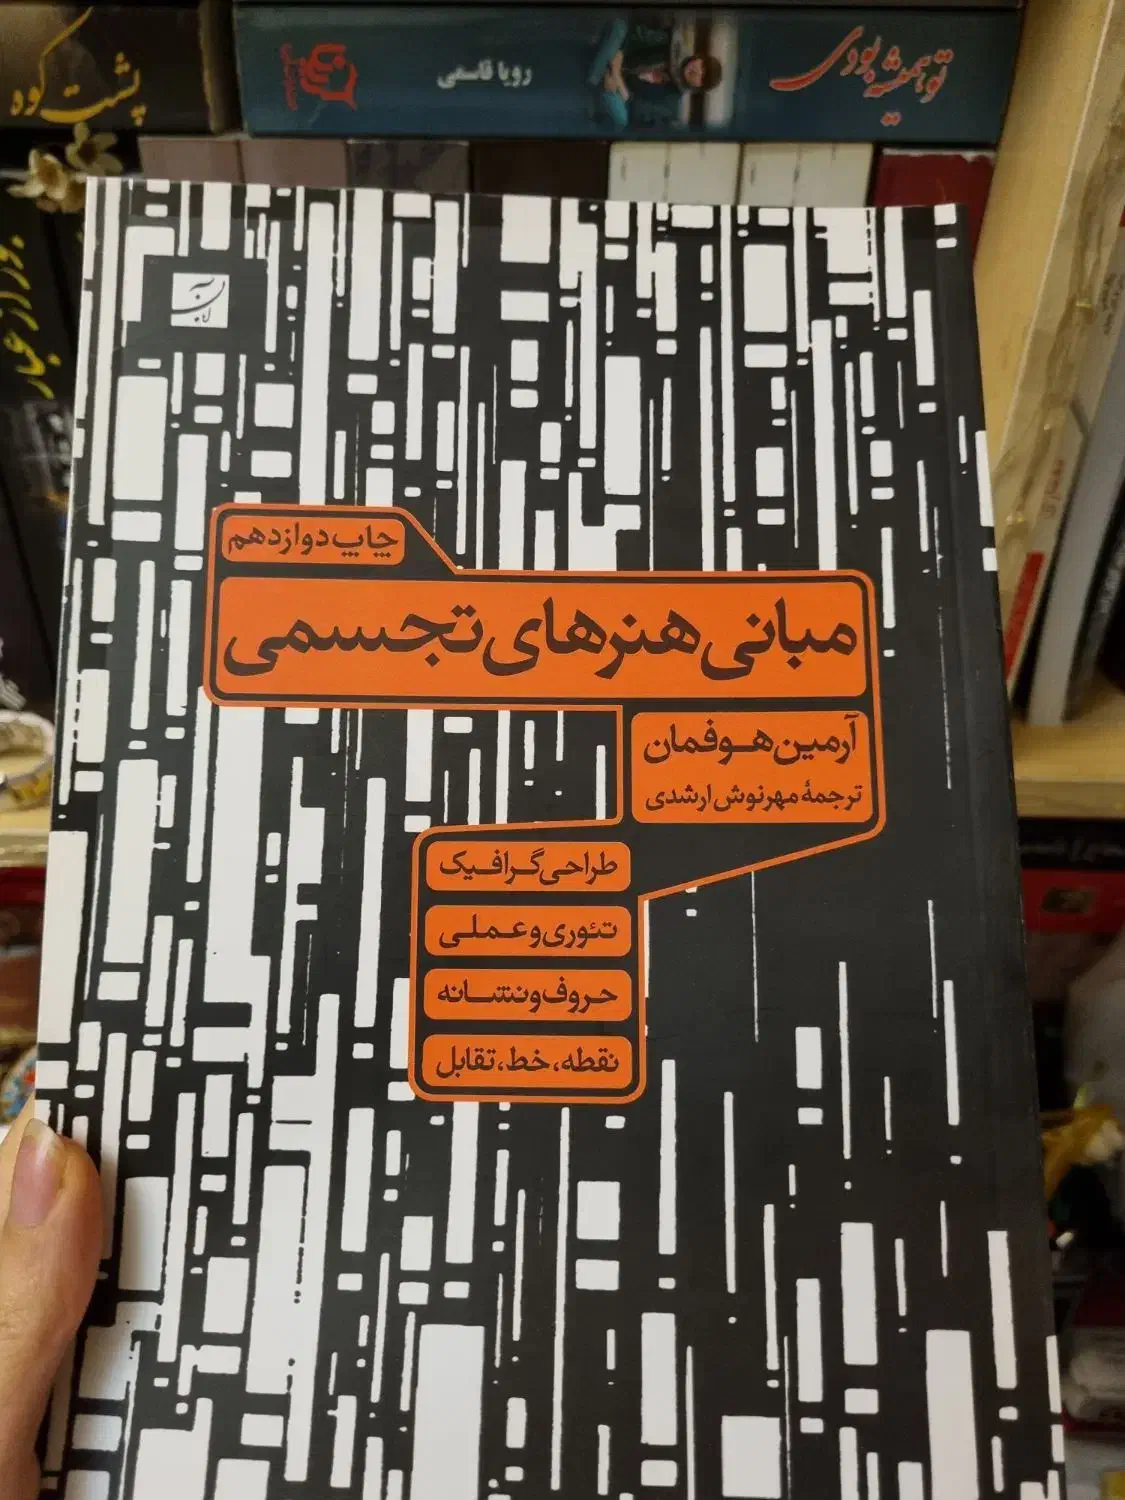 پشت کوه
تو همیشه بودی
رویا قاسمی
آبان
چاپ دوازدهم
مبانی هنرهای تجسمی
آرمین هوفمان
ترجمهٔ مهرنوش ارشدی
طراحی گرافیک
تئوری و عملی
حروف و نشانه
نقطه، خط، تقابل